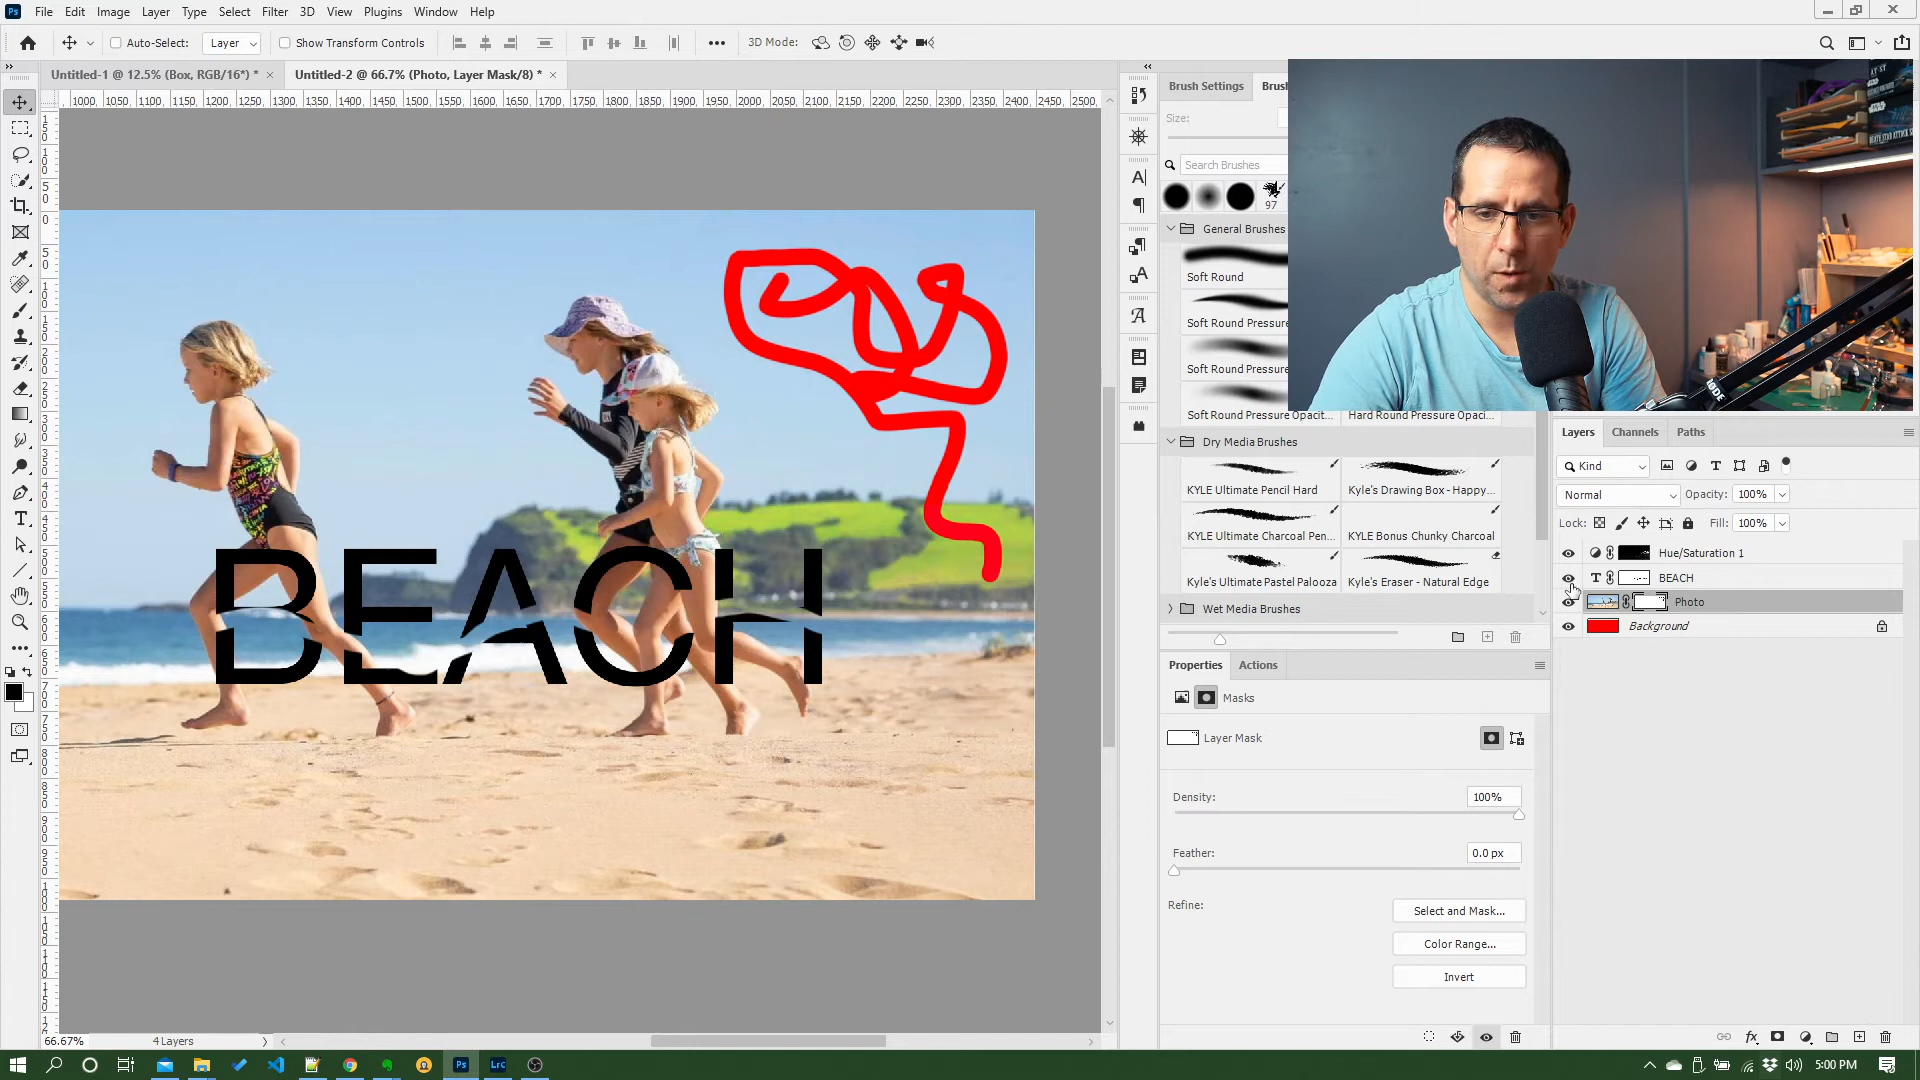 Ps File Edit Image Layer Type Select Filter 3D View Plugins Window Help
Auto-Select: Layer Show Transform Controls 3D Mode:
Untitled-1 @ 12.5% (Box, RGB/16*) * Untitled-2 @ 66.7% (Photo, Layer Mask/8) *
1000 1050 1100 1150 1200 1250 1300 1350 1400 1450 1500 1550 1600 1650 1700 1750 1800 1850 1900 1950 2000 2050 2100 2150 2200 2250 2300 2350 2400 2450 2500
Brush Settings
Size:
Search Brushes
97
General Brushes
Soft Round
Soft Round Pressure
Soft Round Pressure
Soft Round Pressure Opacit...
Hard Round Pressure Opaci...
Dry Media Brushes
KYLE Ultimate Pencil Hard
Kyle's Drawing Box - Happy...
KYLE Ultimate Charcoal Pen...
KYLE Bonus Chunky Charcoal
Kyle's Ultimate Pastel Palooza
Kyle's Eraser - Natural Edge
Wet Media Brushes
BEACH
RODE
Properties Actions
Masks
Layer Mask
Density: 100%
Feather: 0.0 px
Refine:
Select and Mask...
Color Range...
Invert
Layers Channels Paths
Kind
Normal Opacity: 100%
Lock: Fill: 100%
Hue/Saturation 1
T BEACH
Photo
Background
66.67% 4 Layers
Ps Lrc 5:00 PM